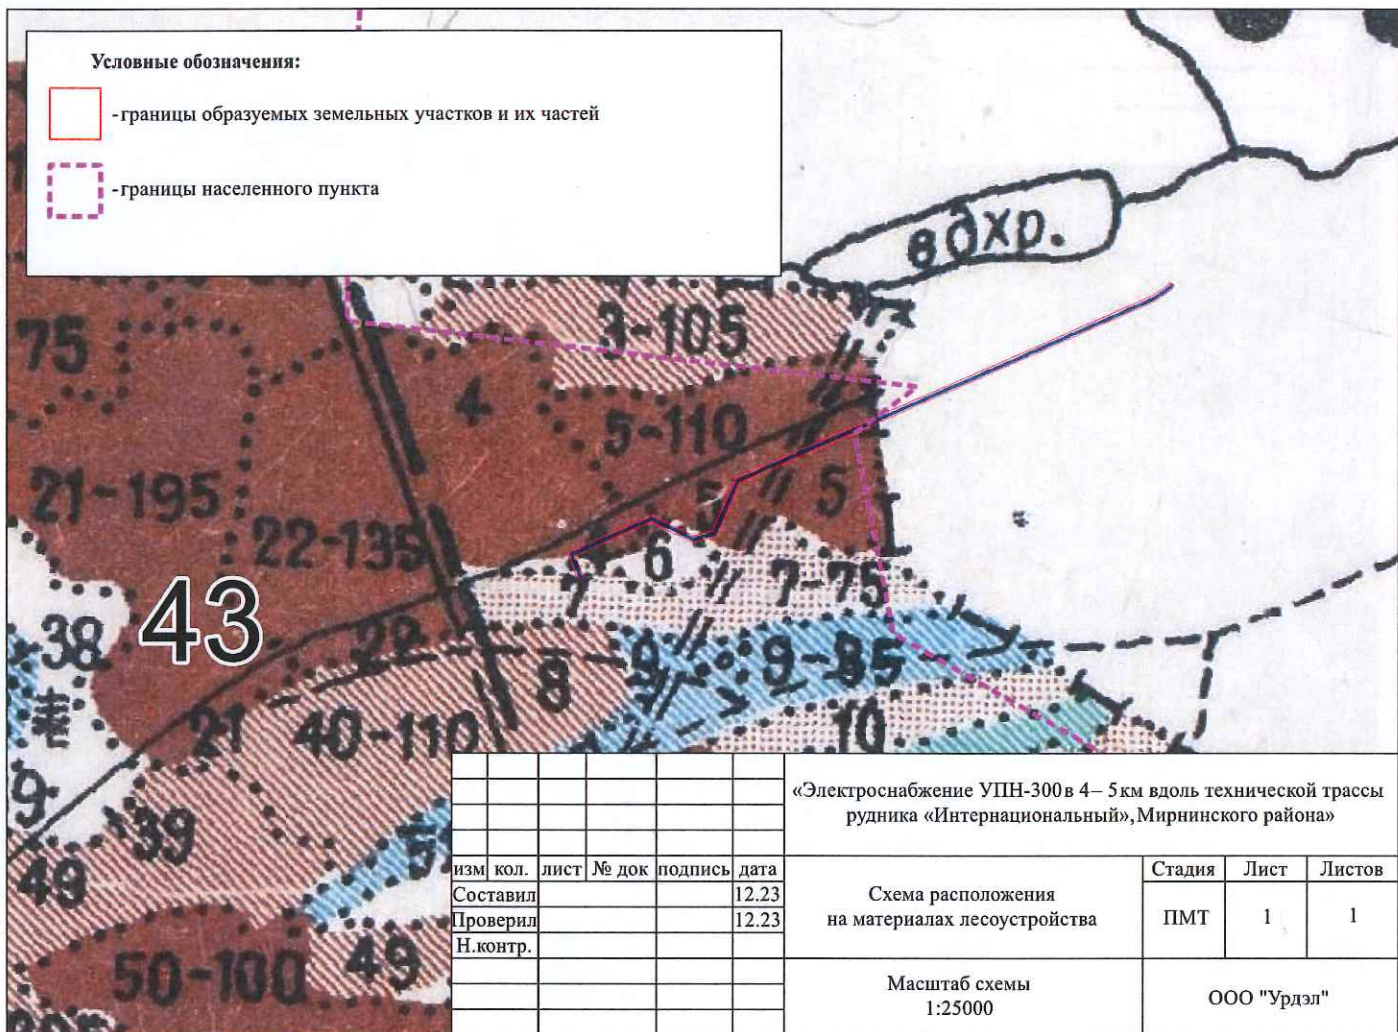 Условные обозначения:
-границы образуемых земельных участков и их частей
-границы населенного пункта
вдхр.
3-105
75
4
5-110
21-195
5
5
22-135
6
43
7
7-75
38
22
9
9-85
8
21
40-110
10
9
39
49
50-100
49
«Электроснабжение УПН-300 в 4– 5 км вдоль технической трассы
рудника «Интернациональный», Мирнинского района»
изм кол. лист № док подпись дата
Составил 12.23
Проверил 12.23
Н.контр.
Схема расположения
на материалах лесоустройства
Стадия Лист Листов
ПМТ 1 1
Масштаб схемы
1:25000
ООО "Урдэл"